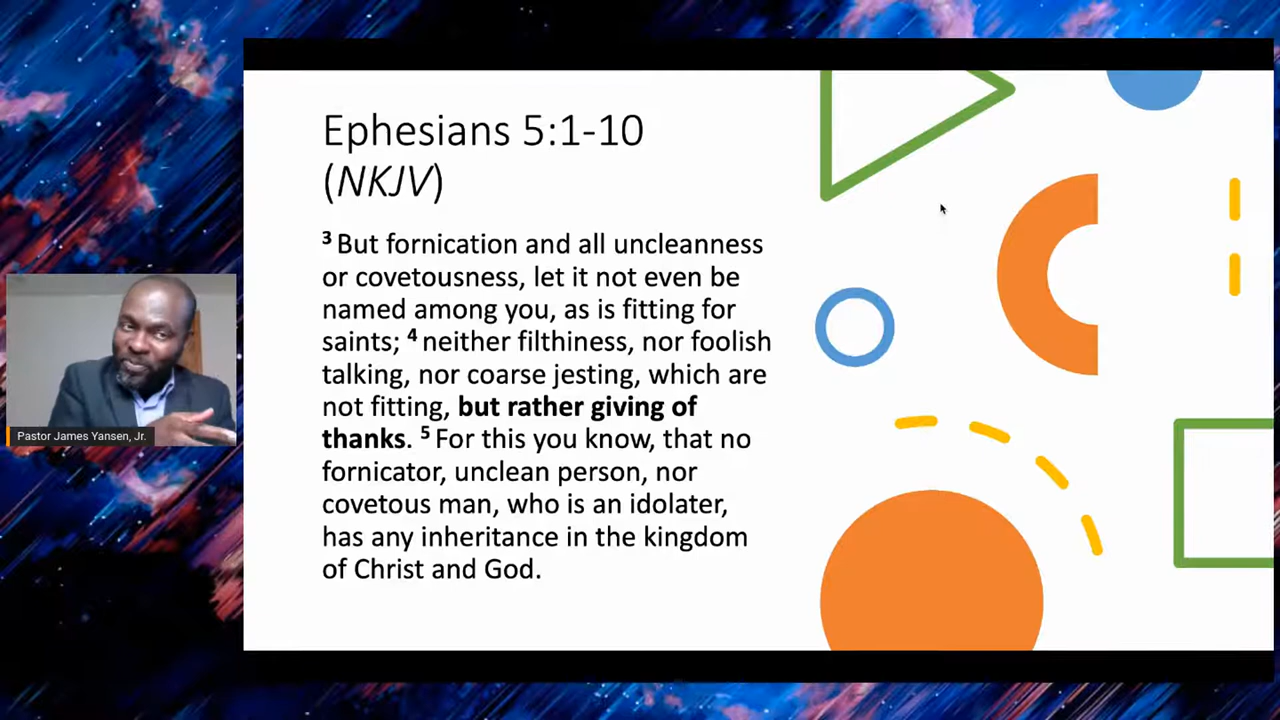 Ephesians 5:1-10
(NKJV)
3 But fornication and all uncleanness
or covetousness, let it not even be
named among you, as is fitting for
saints; 4 neither filthiness, nor foolish
talking, nor coarse jesting, which are
not fitting, but rather giving of
thanks. 5 For this you know, that no
fornicator, unclean person, nor
covetous man, who is an idolater,
has any inheritance in the kingdom
of Christ and God.
Pastor James Yansen, Jr.